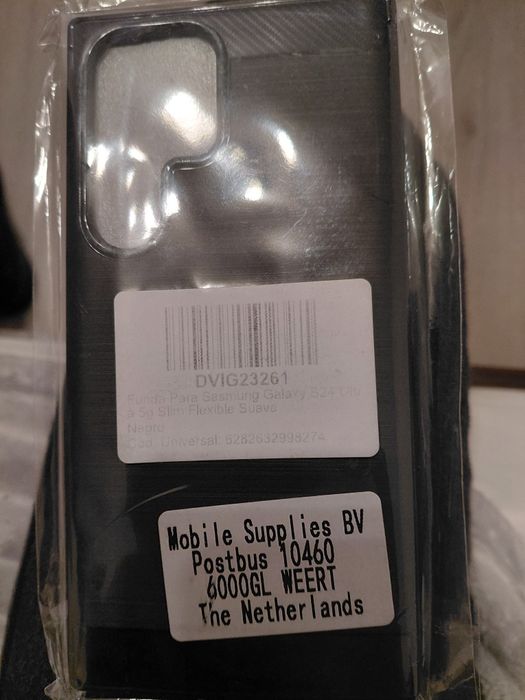 DVIG23261
Funda Para Sasmung Galaxy S24 Ultr
a 5g Slim Flexible Suave
Negro
Cod. Universal: 6282632998274
Mobile Supplies BV
Postbus 10460
6000GL WEERT
The Netherlands